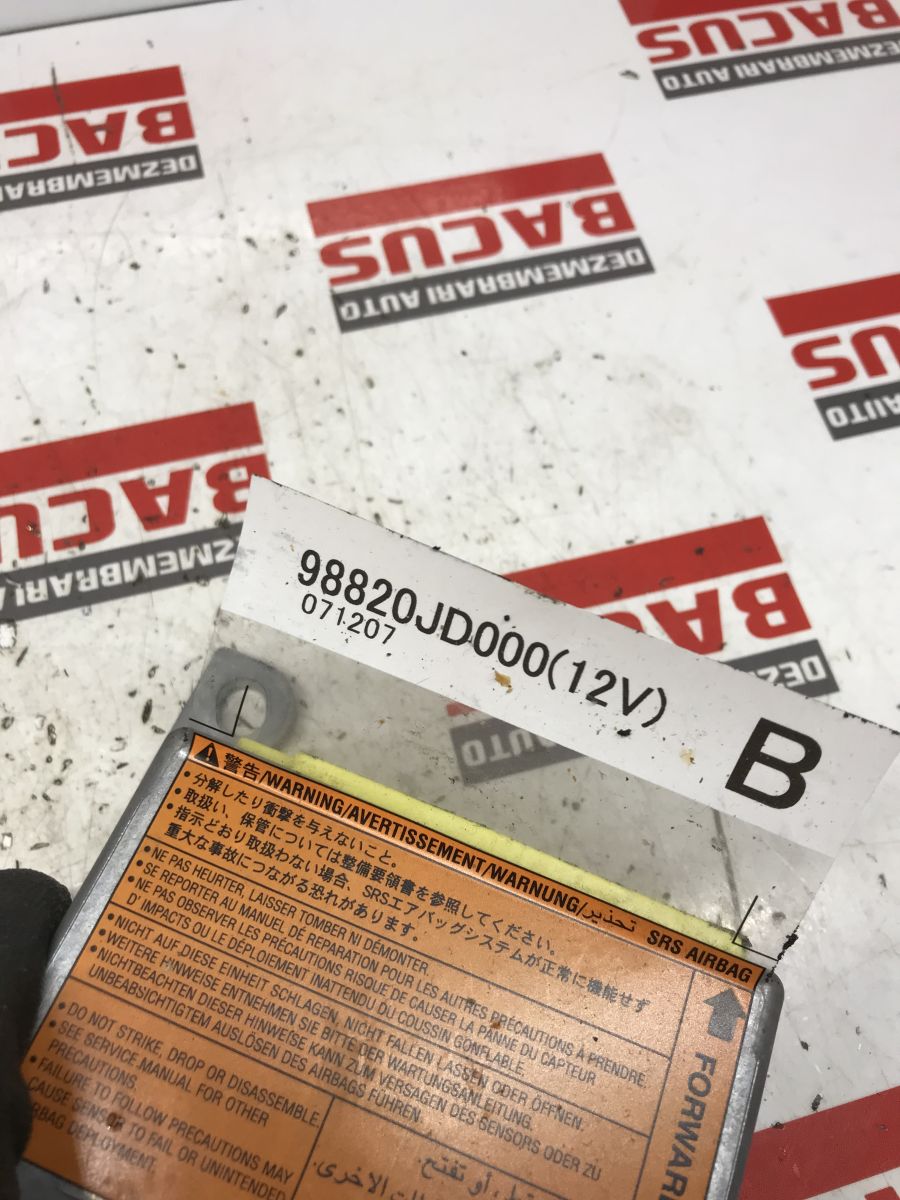 BACUS
DEZMEMBRARI AUTO
BACUS
DEZMEMBRARI AUTO
BACUS
DEZMEMBRARI AUTO
BACUS
AUTO
BACUS
DEZMEMBRARI
DEZMEMBRARI
AUTO
98820JD000(12V)
071207
B
警告/WARNING/AVERTISSEMENT/WARNUNG/تحذير SRS AIRBAG
・分解したり衝撃を与えないこと。
・取扱い、保管については整備要領書を参照してください。
・指示どおり取扱わない場合、SRSエアバッグシステムが正常に機能せず
重大な事故につながる恐れがあります。
• NE PAS HEURTER, LAISSER TOMBER NI DÉMONTER
• SE REPORTER AU MANUEL DE RÉPARATION POUR LES AUTRES PRÉCAUTIONS À PRENDRE
• NE PAS OBSERVER LES PRÉCAUTIONS RISQUE DE CAUSER LA PANNE DU CAPTEUR
D'IMPACTS OU LE DÉPLOIEMENT INATTENDU DU COUSSIN GONFLABLE.
• NICHT AUF DIESE EINHEIT SCHLAGEN, NICHT FALLEN LASSEN ODER ÖFFNEN
• WEITERE HINWEISE ENTNEHMEN SIE BITTE DER WARTUNGSANLEITUNG.
NICHTBEACHTEN DIESER HINWEISE KANN ZUM VERSAGEN DES SENSORS ODER ZU
UNBEABSICHTIGTEM AUSLÖSEN DES AIRBAGS FÜHREN.
• DO NOT STRIKE, DROP OR DISASSEMBLE.
• SEE SERVICE MANUAL FOR OTHER
PRECAUTIONS.
• FAILURE TO FOLLOW PRECAUTIONS MAY
CAUSE SENSOR TO FAIL OR UNINTENDED
DEPLOYMENT.
أو تفتح.
الاخرى.
FORWARD